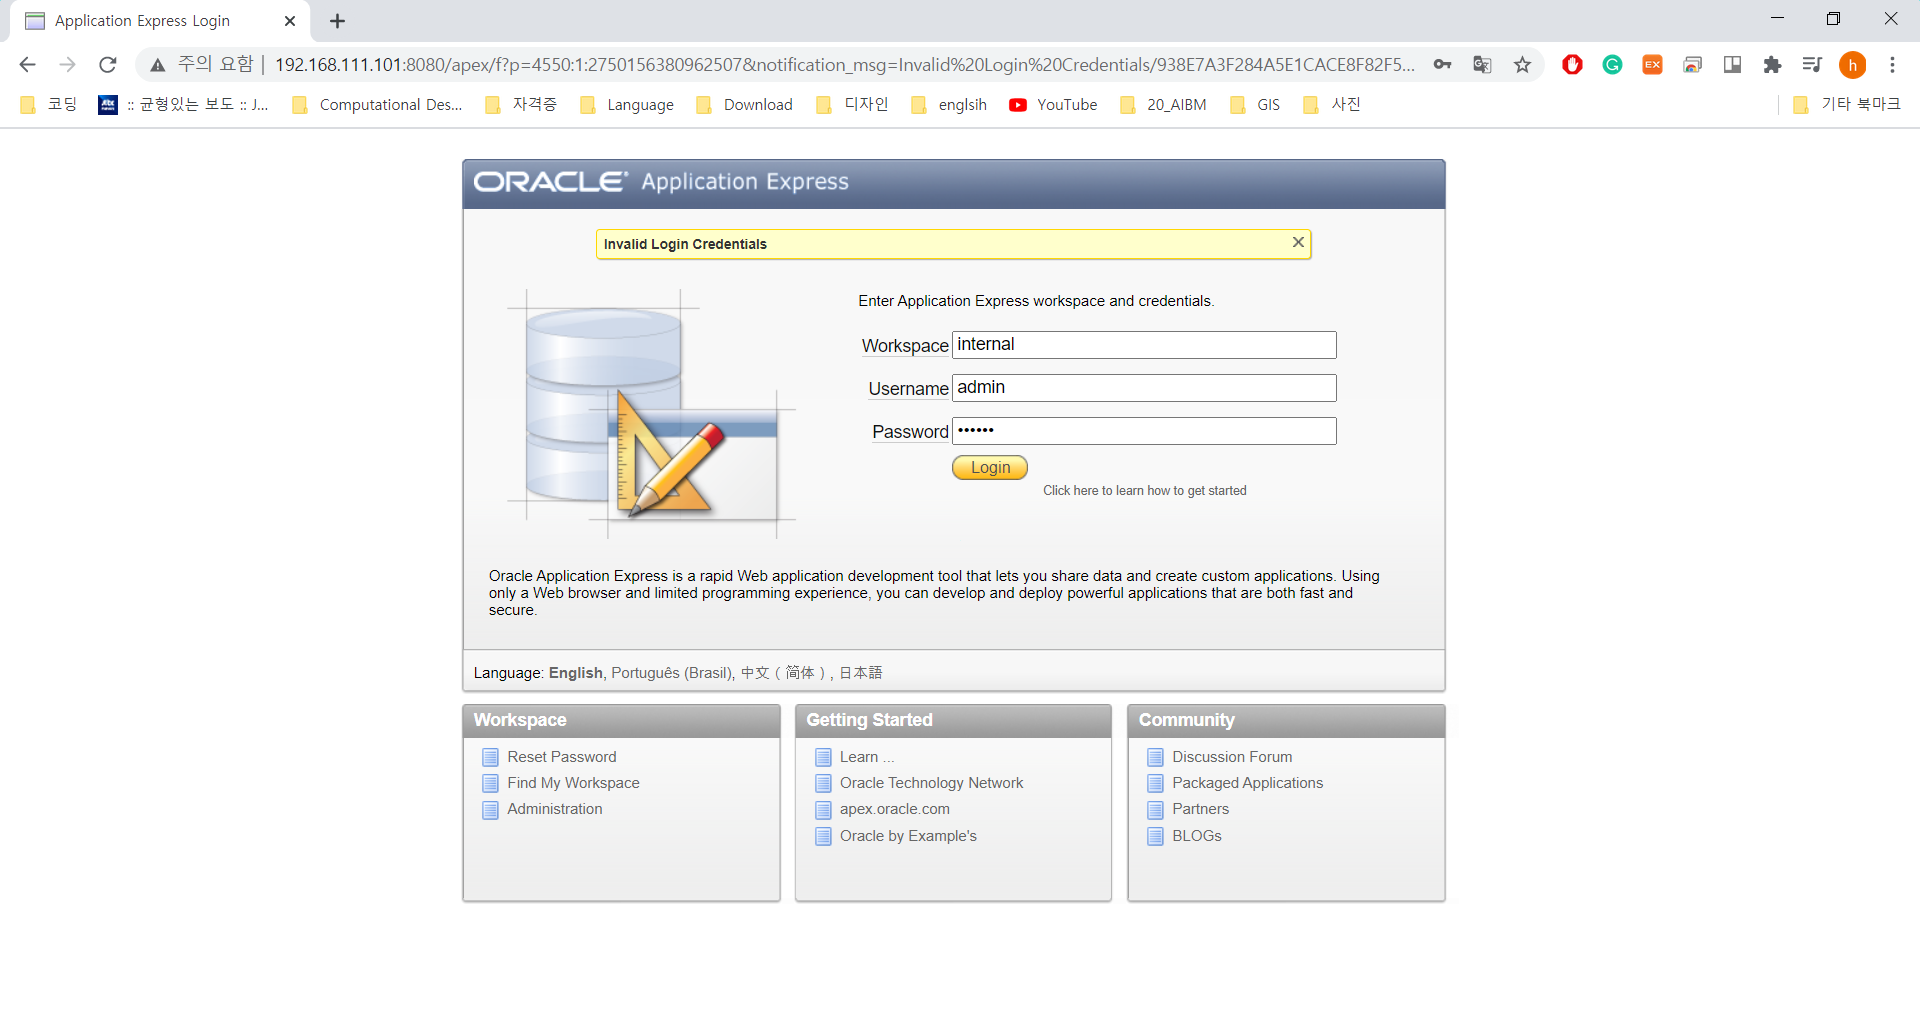 Application Express Login
주의 요함 | 192.168.111.101:8080/apex/f?p=4550:1:2750156380962507&notification_msg=Invalid%20Login%20Credentials/938E7A3F284A5E1CACE8F82F5...
EX
h
코딩 :: 균형있는 보도 :: J... Computational Des... 자격증 Language Download 디자인 englsih YouTube 20_AIBM GIS 사진 기타 북마크
ORACLE Application Express
Invalid Login Credentials
Enter Application Express workspace and credentials.
Workspace internal
Username admin
Password ••••••
Login
Click here to learn how to get started
Oracle Application Express is a rapid Web application development tool that lets you share data and create custom applications. Using
only a Web browser and limited programming experience, you can develop and deploy powerful applications that are both fast and
secure.
Language: English, Português (Brasil), 中文（简体）, 日本語
Workspace
Reset Password
Find My Workspace
Administration
Getting Started
Learn ...
Oracle Technology Network
apex.oracle.com
Oracle by Example's
Community
Discussion Forum
Packaged Applications
Partners
BLOGs